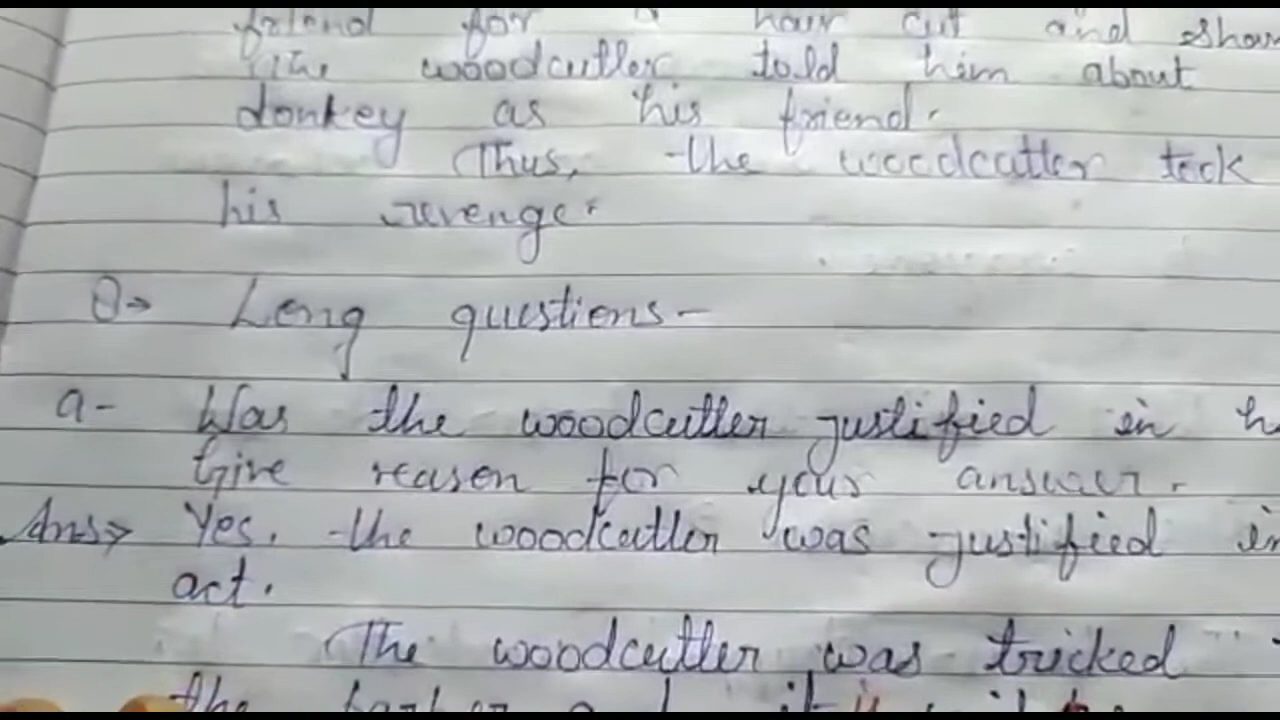 friend for a hair cut and
The woodcutter told him about
donkey as his friend.
Thus, the woodcutter took
his revenge.
Q→ Long questions-
a- Was the woodcutter justified in
Give reason for your answer.
Ans→ Yes, the woodcutter was justified in
act.
The woodcutter was tricked
the